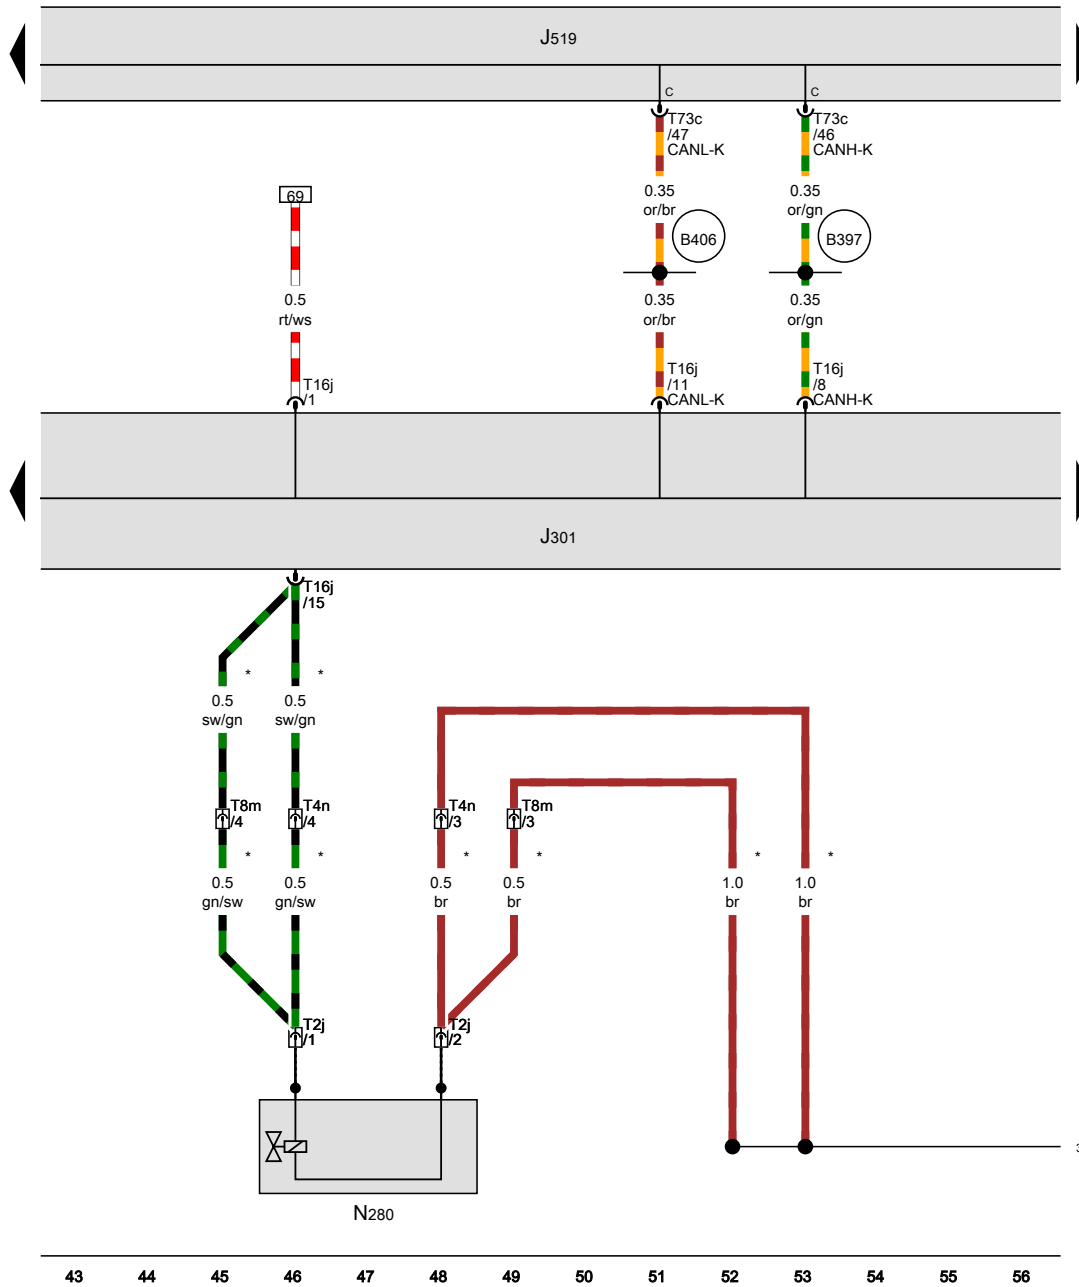 J519
C
C
T73c
/47
CANL-K
T73c
/46
CANH-K
69
0.35
or/br
0.35
or/gn
B406
B397
0.5
rt/ws
0.35
or/br
0.35
or/gn
T16j
/1
T16j
/11
CANL-K
T16j
/8
CANH-K
J301
T16j
/15
*
*
0.5
sw/gn
0.5
sw/gn
T8m
/4
T4n
/4
T4n
/3
T8m
/3
*
*
*
*
*
*
0.5
gn/sw
0.5
gn/sw
0.5
br
0.5
br
1.0
br
1.0
br
T2j
/1
T2j
/2
N280
43 44 45 46 47 48 49 50 51 52 53 54 55 56